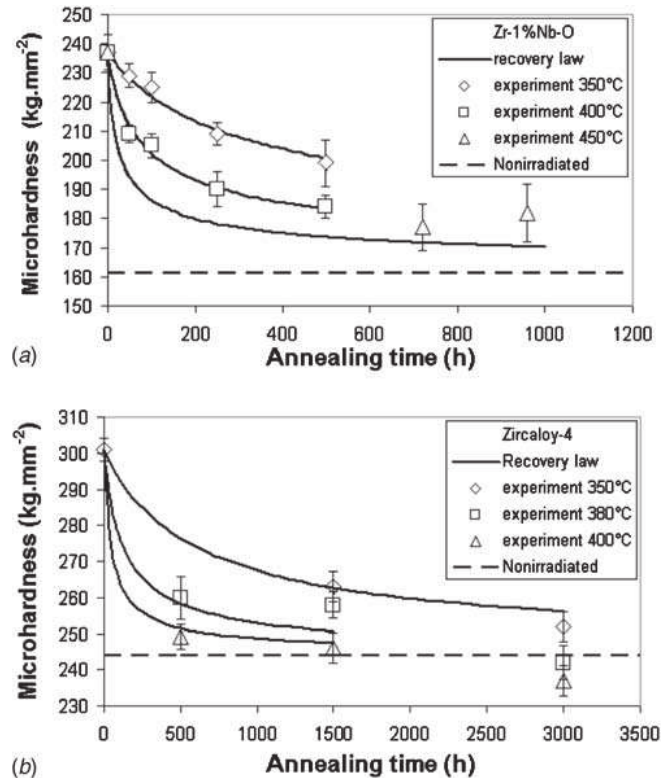 Zr-1%Nb-O
recovery law
experiment 350°C
experiment 400°C
experiment 450°C
Nonirradiated
Microhardness (kg.mm-2)
250
240
230
220
210
200
190
180
170
160
150
0 200 400 600 800 1000 1200
Annealing time (h)
(a)
Zircaloy-4
Recovery law
experiment 350°C
experiment 380°C
experiment 400°C
Nonirradiated
Microhardness (kg.mm-2)
310
300
290
280
270
260
250
240
230
0 500 1000 1500 2000 2500 3000 3500
Annealing time (h)
(b)